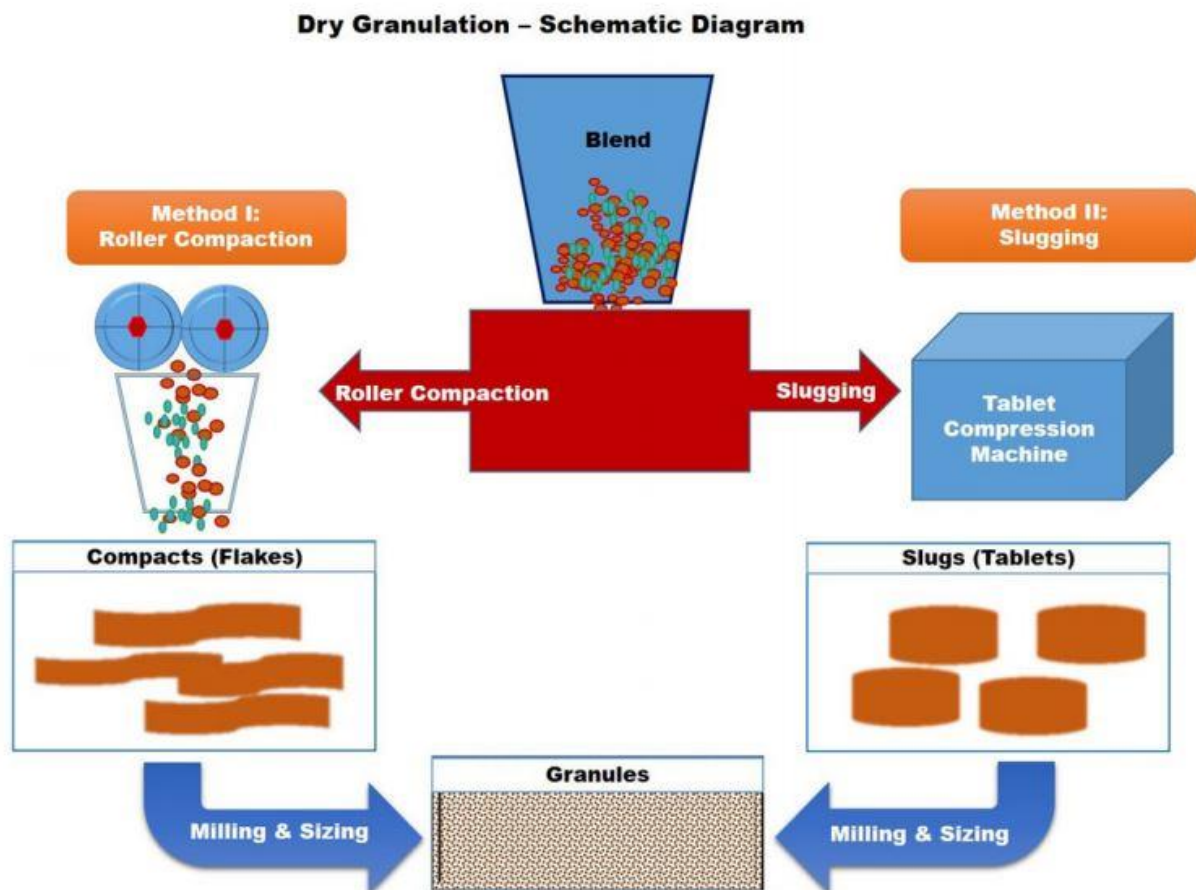 Dry Granulation – Schematic Diagram
Blend
Method I:
Roller Compaction
Method II:
Slugging
Roller Compaction
Slugging
Tablet
Compression
Machine
Compacts (Flakes)
Slugs (Tablets)
Granules
Milling & Sizing
Milling & Sizing